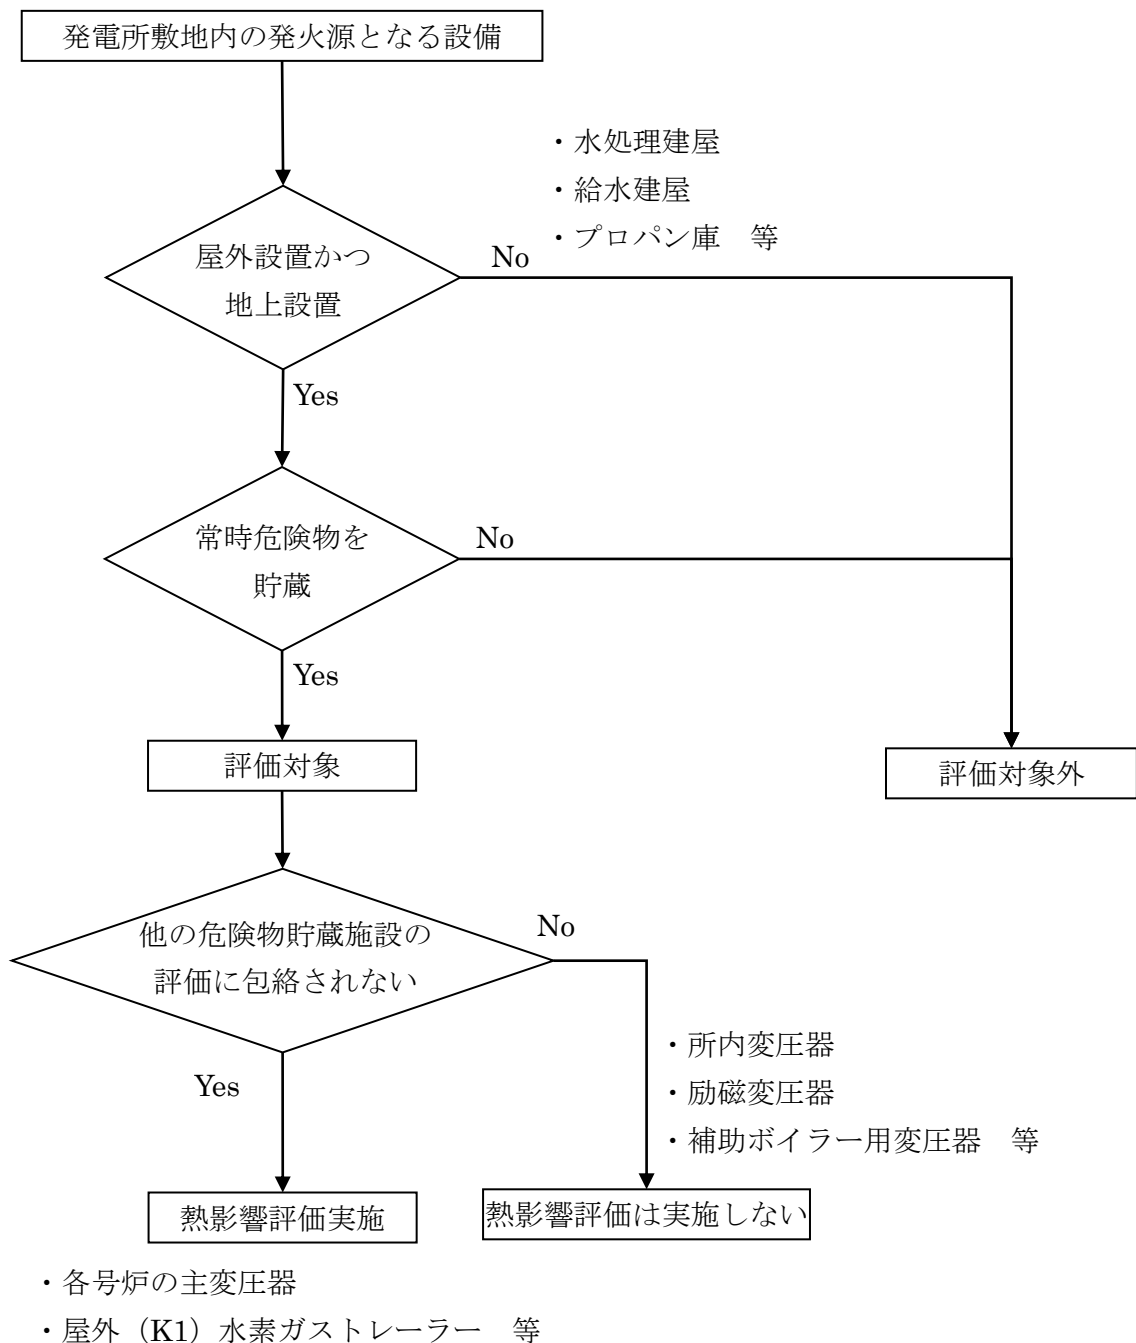 発電所敷地内の発火源となる設備
・水処理建屋
・給水建屋
・プロパン庫　等
屋外設置かつ
地上設置
No
Yes
常時危険物を
貯蔵
No
Yes
評価対象
評価対象外
他の危険物貯蔵施設の
評価に包絡されない
No
Yes
・所内変圧器
・励磁変圧器
・補助ボイラー用変圧器　等
熱影響評価実施
熱影響評価は実施しない
・各号炉の主変圧器
・屋外（K1）水素ガストレーラー　等